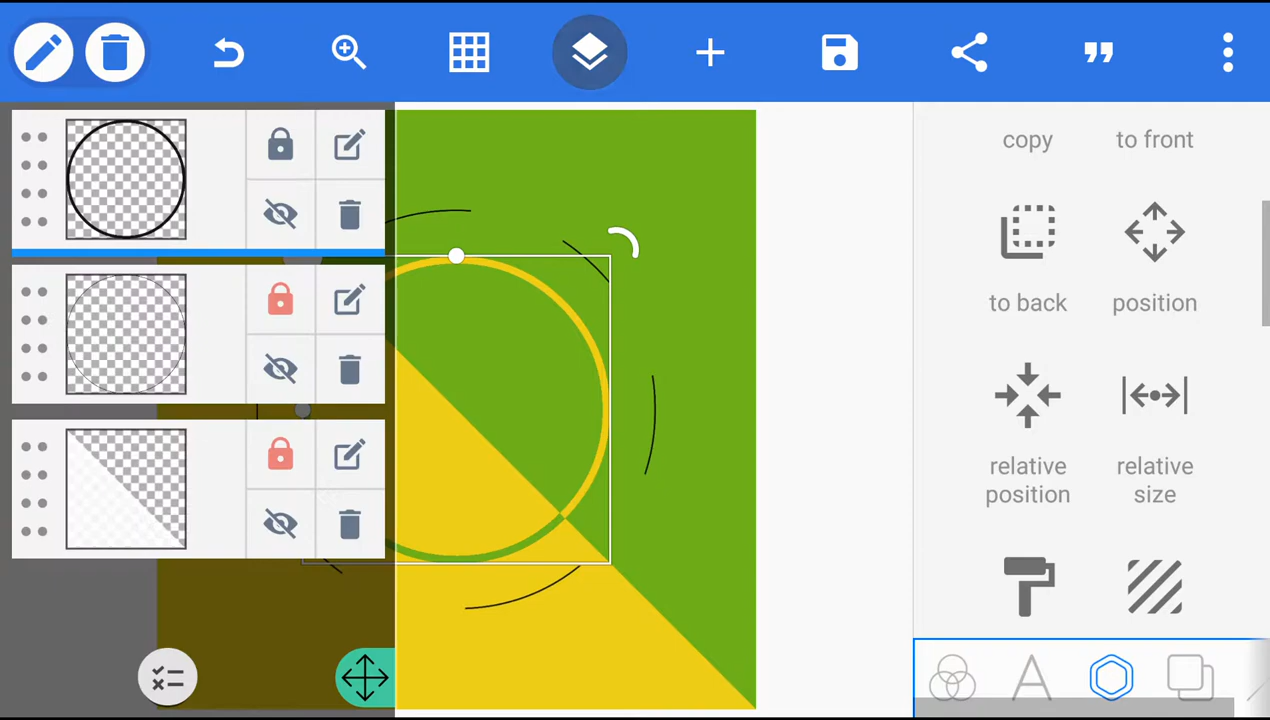 copy
to front
to back
position
relative
position
relative
size